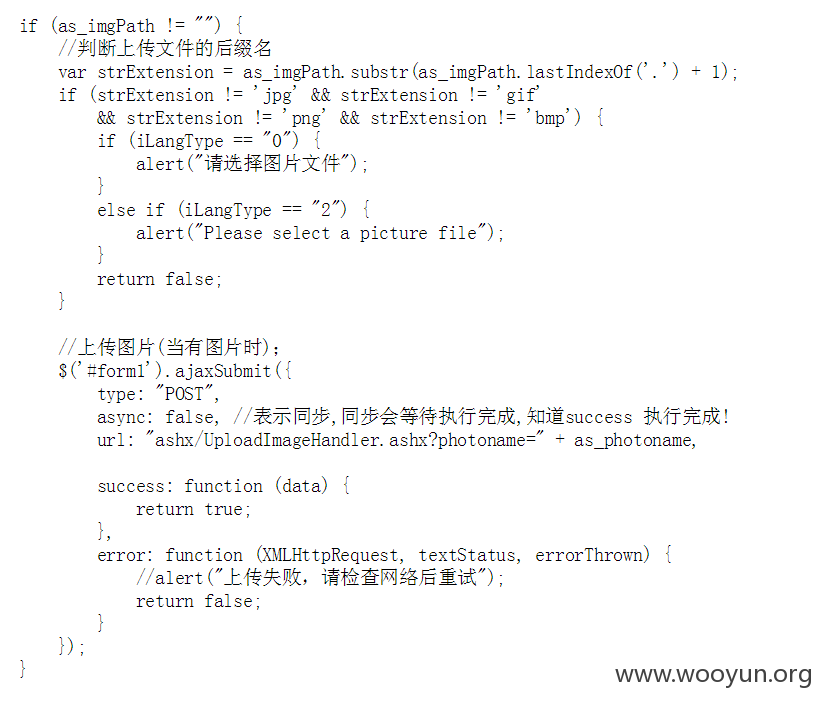 if (as_imgPath != "") {
    //判断上传文件的后缀名
    var strExtension = as_imgPath.substr(as_imgPath.lastIndexOf('.') + 1);
    if (strExtension != 'jpg' && strExtension != 'gif'
        && strExtension != 'png' && strExtension != 'bmp') {
        if (iLangType == "0") {
            alert("请选择图片文件");
        }
        else if (iLangType == "2") {
            alert("Please select a picture file");
        }
        return false;
    }

    //上传图片(当有图片时);
    $('#form1').ajaxSubmit({
        type: "POST",
        async: false, //表示同步,同步会等待执行完成,知道success 执行完成!
        url: "ashx/UploadImageHandler.ashx?photoname=" + as_photoname,

        success: function (data) {
            return true;
        },
        error: function (XMLHttpRequest, textStatus, errorThrown) {
            //alert("上传失败，请检查网络后重试");
            return false;
        }
    });
}
www.wooyun.org